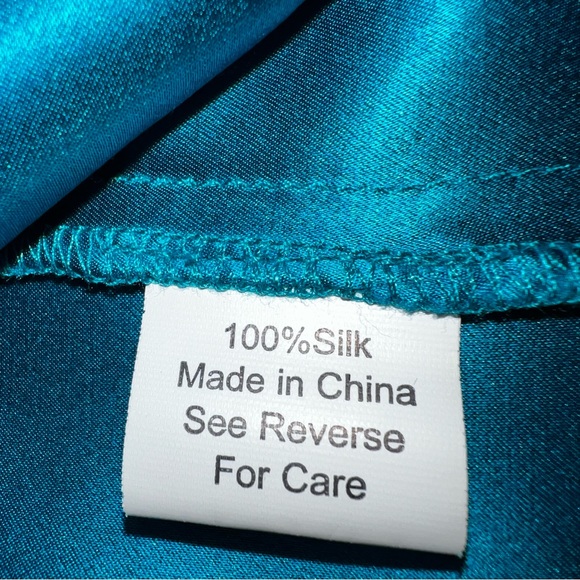 100%Silk
Made in China
See Reverse
For Care